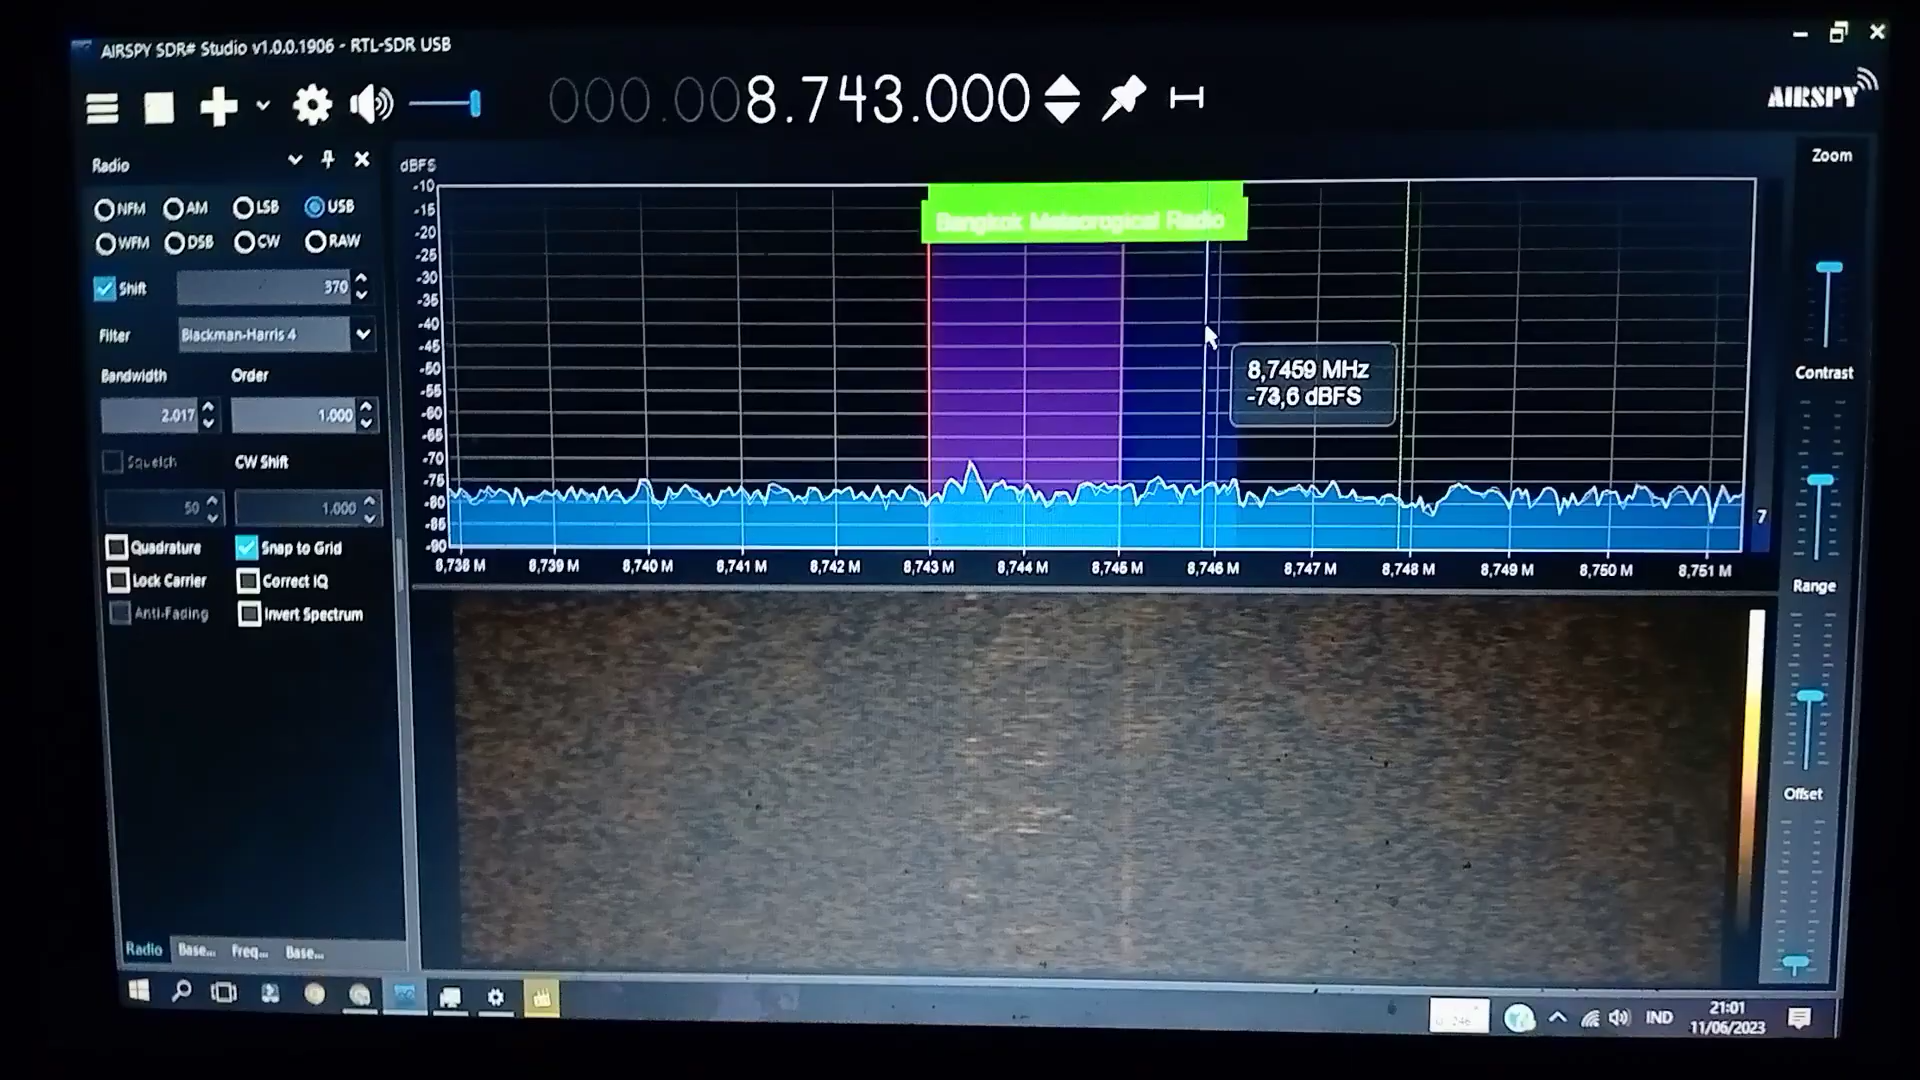 AIRSPY SDR# Studio v1.0.0.1906 - RTL-SDR USB
000.008.743.000
AIRSPY
Radio
NFM AM LSB USB
WFM DSB CW RAW
Shift 370
Filter Blackman-Harris 4
Bandwidth Order
2.017 1.000
Squelch CW Shift
50 1.000
Quadrature Snap to Grid
Lock Carrier Correct IQ
Anti-Fading Invert Spectrum
Radio Base... Freq... Base...
dBFS
-10
-15
-20
-25
-30
-35
-40
-45
-50
-55
-60
-65
-70
-75
-80
-85
-90
Bangkok Meteorogical Radio
8,7459 MHz
-73,6 dBFS
7
8,738 M 8,739 M 8,740 M 8,741 M 8,742 M 8,743 M 8,744 M 8,745 M 8,746 M 8,747 M 8,748 M 8,749 M 8,750 M 8,751 M
Zoom
Contrast
Range
Offset
IND
21:01
11/06/2023